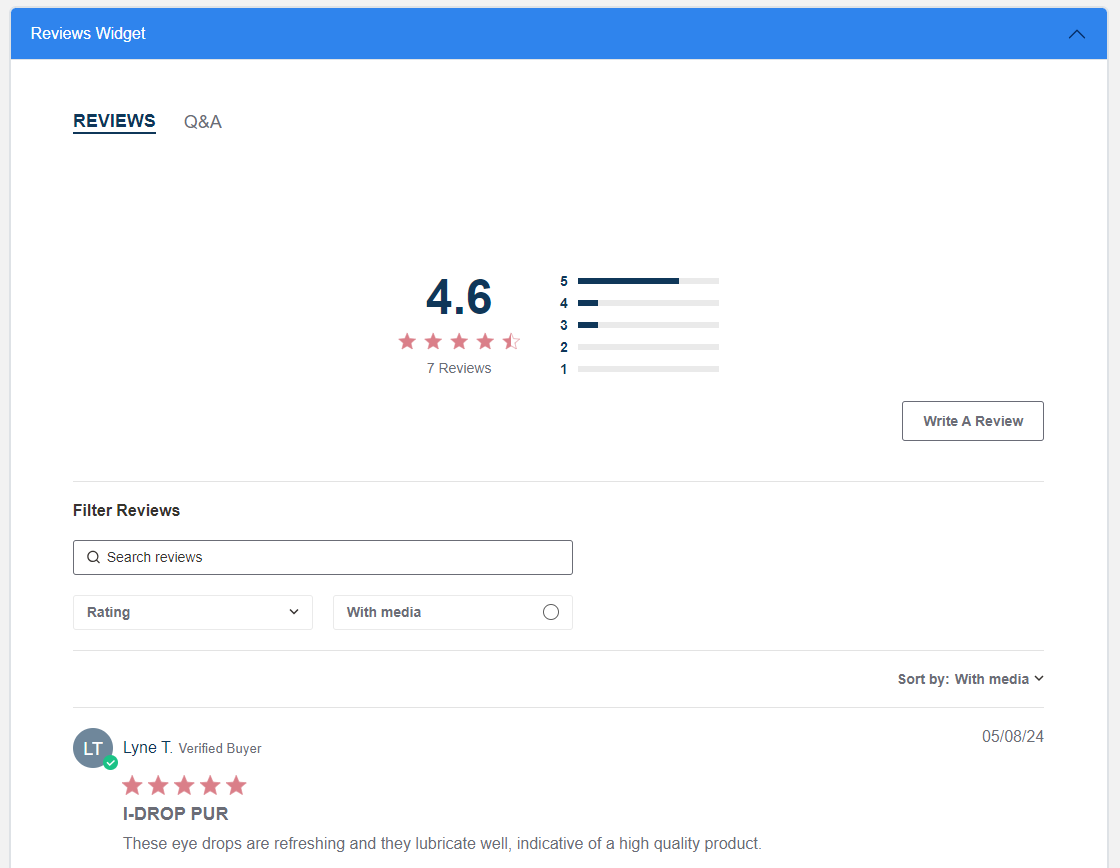 Reviews Widget
REVIEWS Q&A
4.6
7 Reviews
5
4
3
2
1
Write A Review
Filter Reviews
Search reviews
Rating With media
Sort by: With media
LT Lyne T. Verified Buyer 05/08/24
I-DROP PUR
These eye drops are refreshing and they lubricate well, indicative of a high quality product.